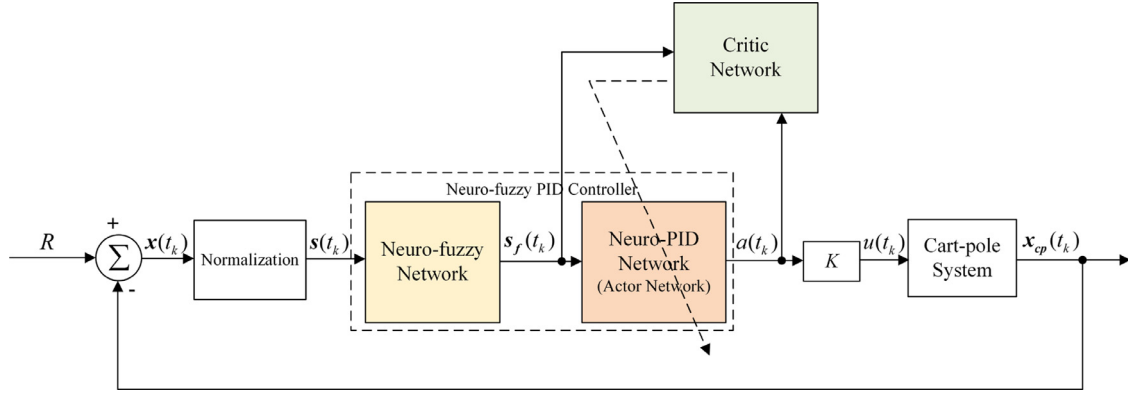 Critic
Network
Neuro-fuzzy PID Controller
R
+
Σ
-
x(t_k)
Normalization
s(t_k)
Neuro-fuzzy
Network
s_f(t_k)
Neuro-PID
Network
(Actor Network)
a(t_k)
K
u(t_k)
Cart-pole
System
x_cp(t_k)